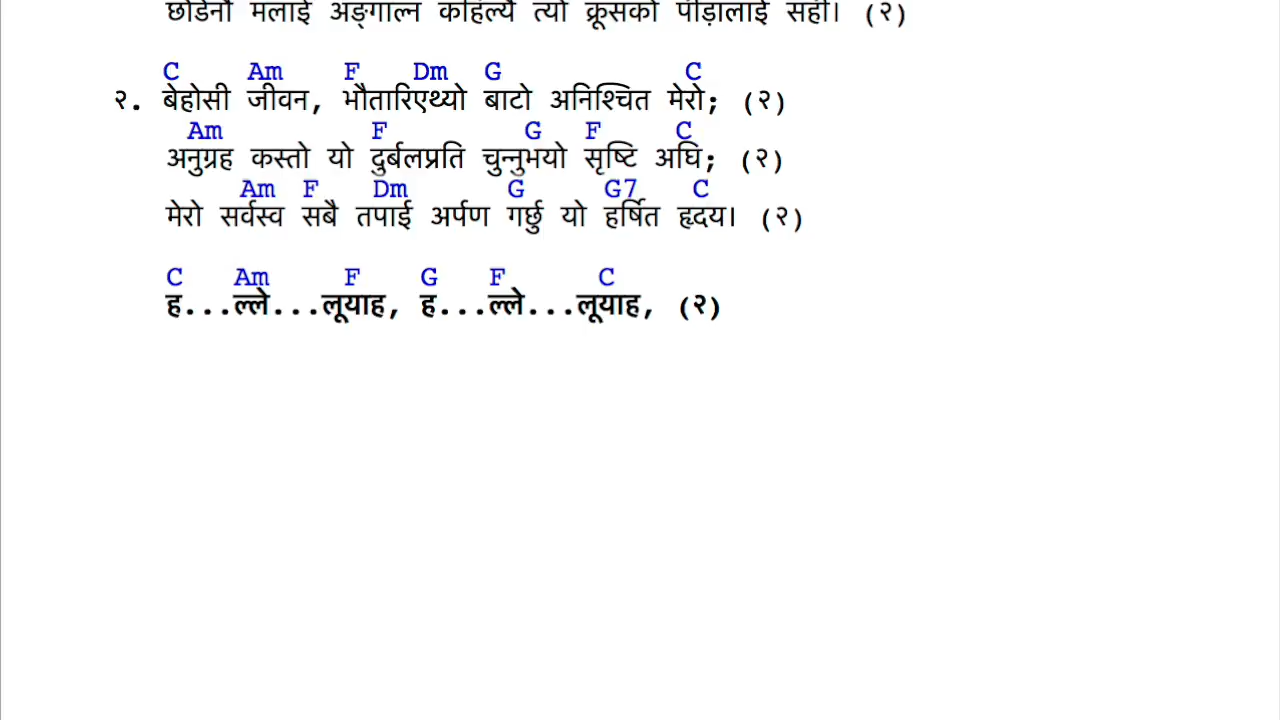 छोडेनौ मलाई अङ्गाल्न कहिल्यै त्यो क्रूसको पीड़ालाई सही। (२)
C Am F Dm G C
२. बेहोसी जीवन, भौतारिएथ्यो बाटो अनिश्चित मेरो; (२)
Am F G F C
अनुग्रह कस्तो यो दुर्बलप्रति चुन्नुभयो सृष्टि अघि; (२)
Am F Dm G G7 C
मेरो सर्वस्व सबै तपाई अर्पण गर्छु यो हर्षित हृदय। (२)
C Am F G F C
ह...ल्ले...लूयाह, ह...ल्ले...लूयाह, (२)